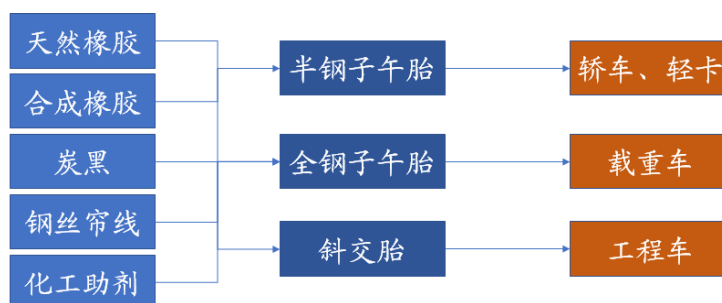 天然橡胶
合成橡胶
炭黑
钢丝帘线
化工助剂
半钢子午胎
全钢子午胎
斜交胎
轿车、轻卡
载重车
工程车